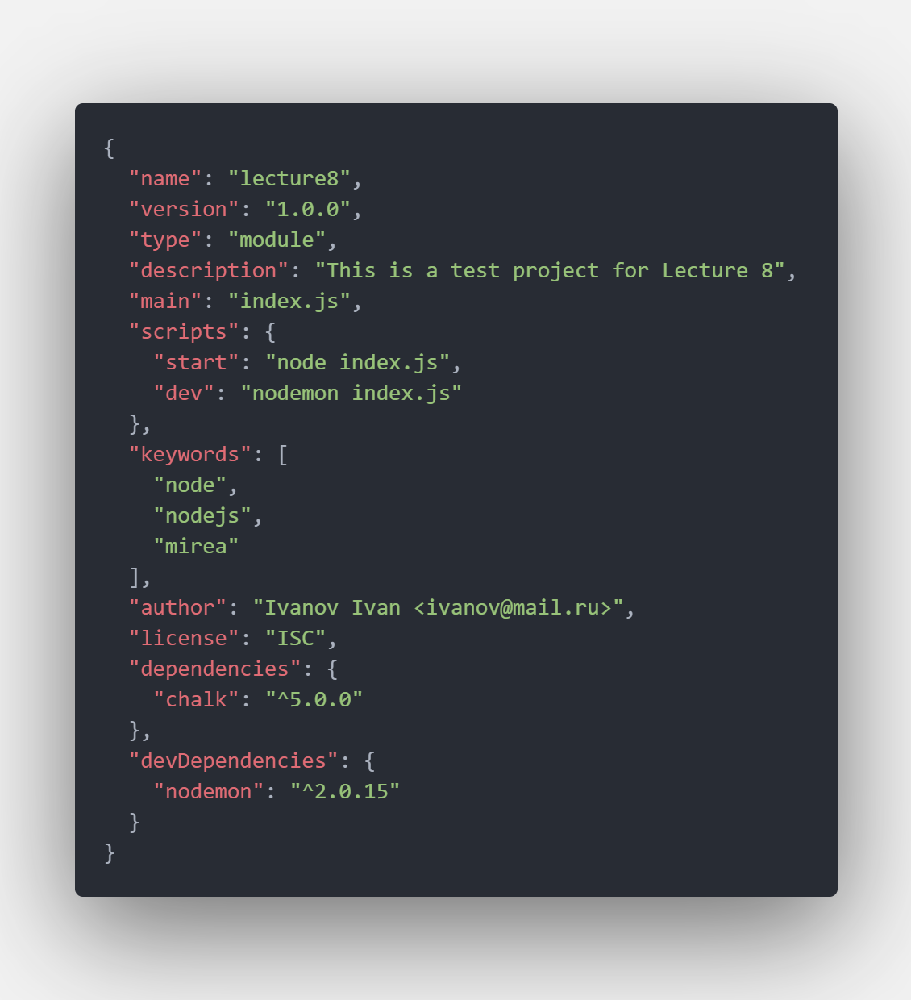 {
  "name": "lecture8",
  "version": "1.0.0",
  "type": "module",
  "description": "This is a test project for Lecture 8",
  "main": "index.js",
  "scripts": {
    "start": "node index.js",
    "dev": "nodemon index.js"
  },
  "keywords": [
    "node",
    "nodejs",
    "mirea"
  ],
  "author": "Ivanov Ivan <ivanov@mail.ru>",
  "license": "ISC",
  "dependencies": {
    "chalk": "^5.0.0"
  },
  "devDependencies": {
    "nodemon": "^2.0.15"
  }
}